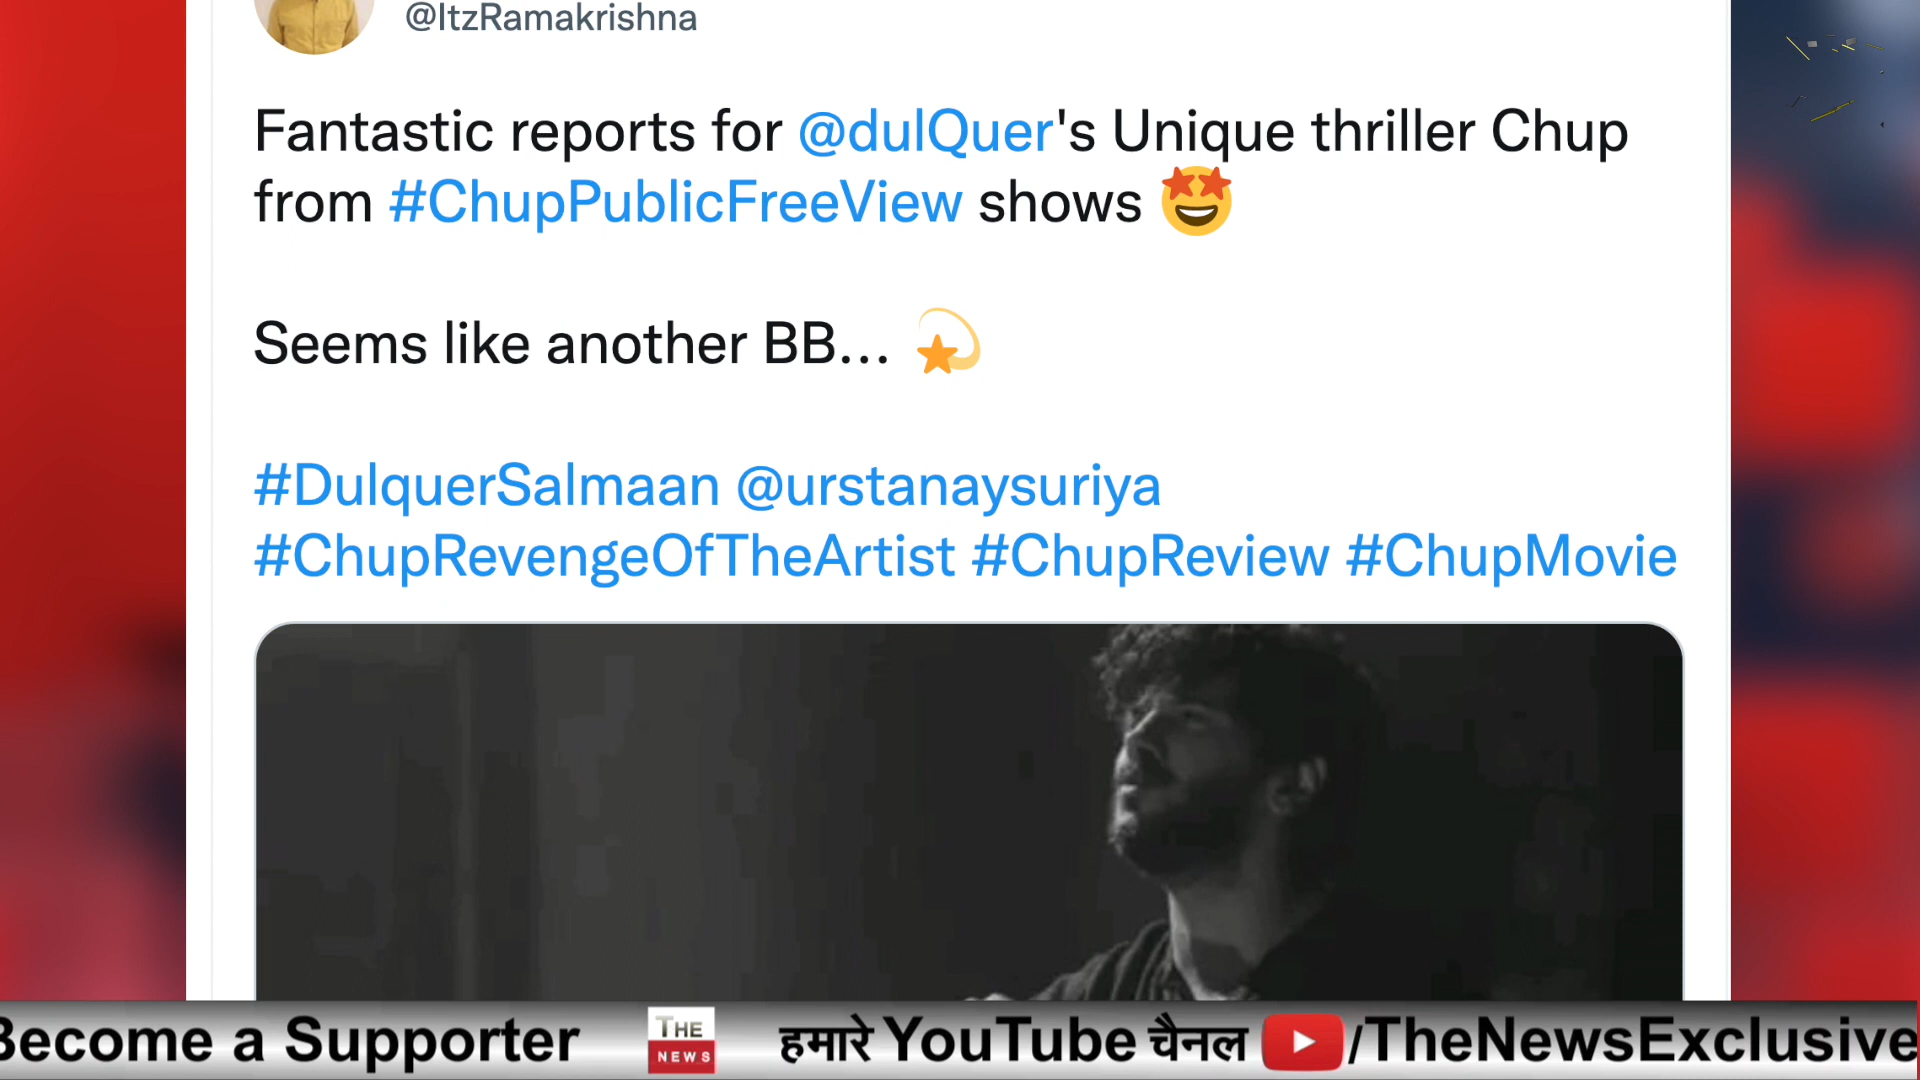 @ItzRamakrishna
Fantastic reports for @dulQuer's Unique thriller Chup
from #ChupPublicFreeView shows 🤩
Seems like another BB... 💫
#DulquerSalmaan @urstanaysuriya
#ChupRevengeOfTheArtist #ChupReview #ChupMovie
Become a Supporter THE NEWS हमारे YouTube चैनल /TheNewsExclusive